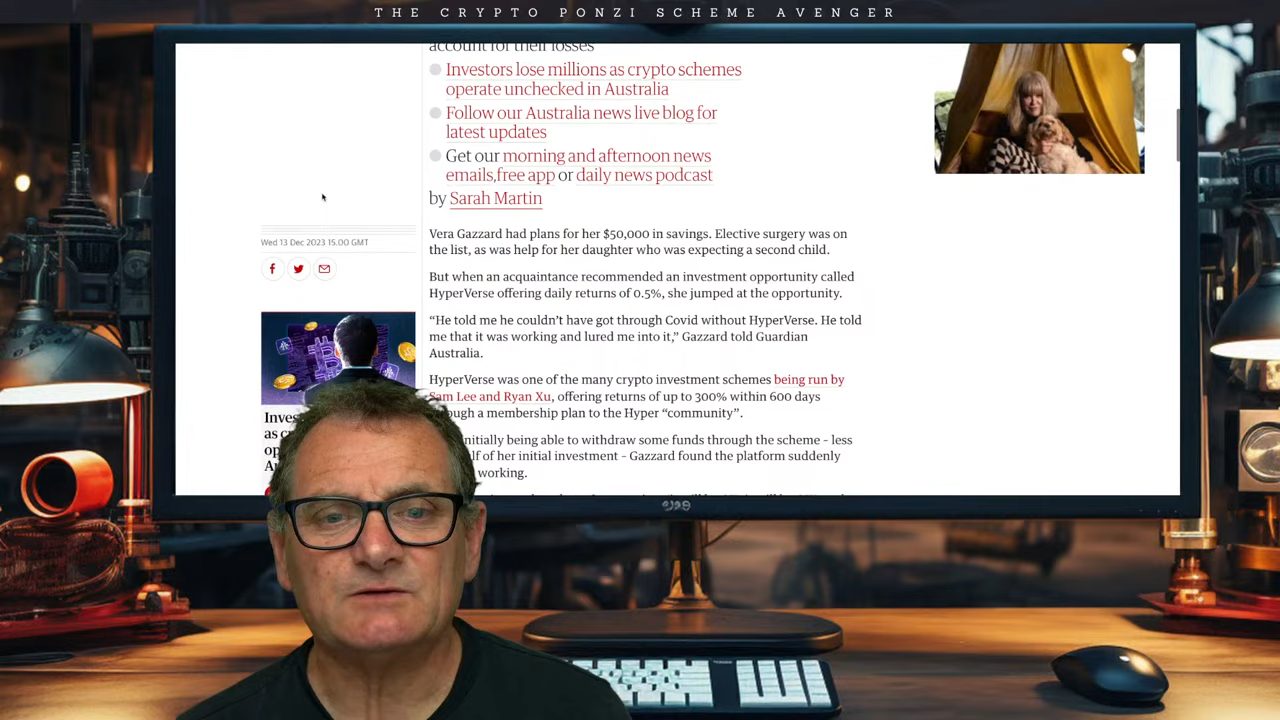 THE CRYPTO PONZI SCHEME AVENGER
account for their losses
Investors lose millions as crypto schemes
operate unchecked in Australia
Follow our Australia news live blog for
latest updates
Get our morning and afternoon news
emails,free app or daily news podcast
by Sarah Martin
Wed 13 Dec 2023 15.00 GMT
Vera Gazzard had plans for her $50,000 in savings. Elective surgery was on
the list, as was help for her daughter who was expecting a second child.
But when an acquaintance recommended an investment opportunity called
HyperVerse offering daily returns of 0.5%, she jumped at the opportunity.
“He told me he couldn’t have got through Covid without HyperVerse. He told
me that it was working and lured me into it,” Gazzard told Guardian
Australia.
HyperVerse was one of the many crypto investment schemes being run by
Sam Lee and Ryan Xu, offering returns of up to 300% within 600 days
through a membership plan to the Hyper “community”.
initially being able to withdraw some funds through the scheme – less
of her initial investment – Gazzard found the platform suddenly
working.
as